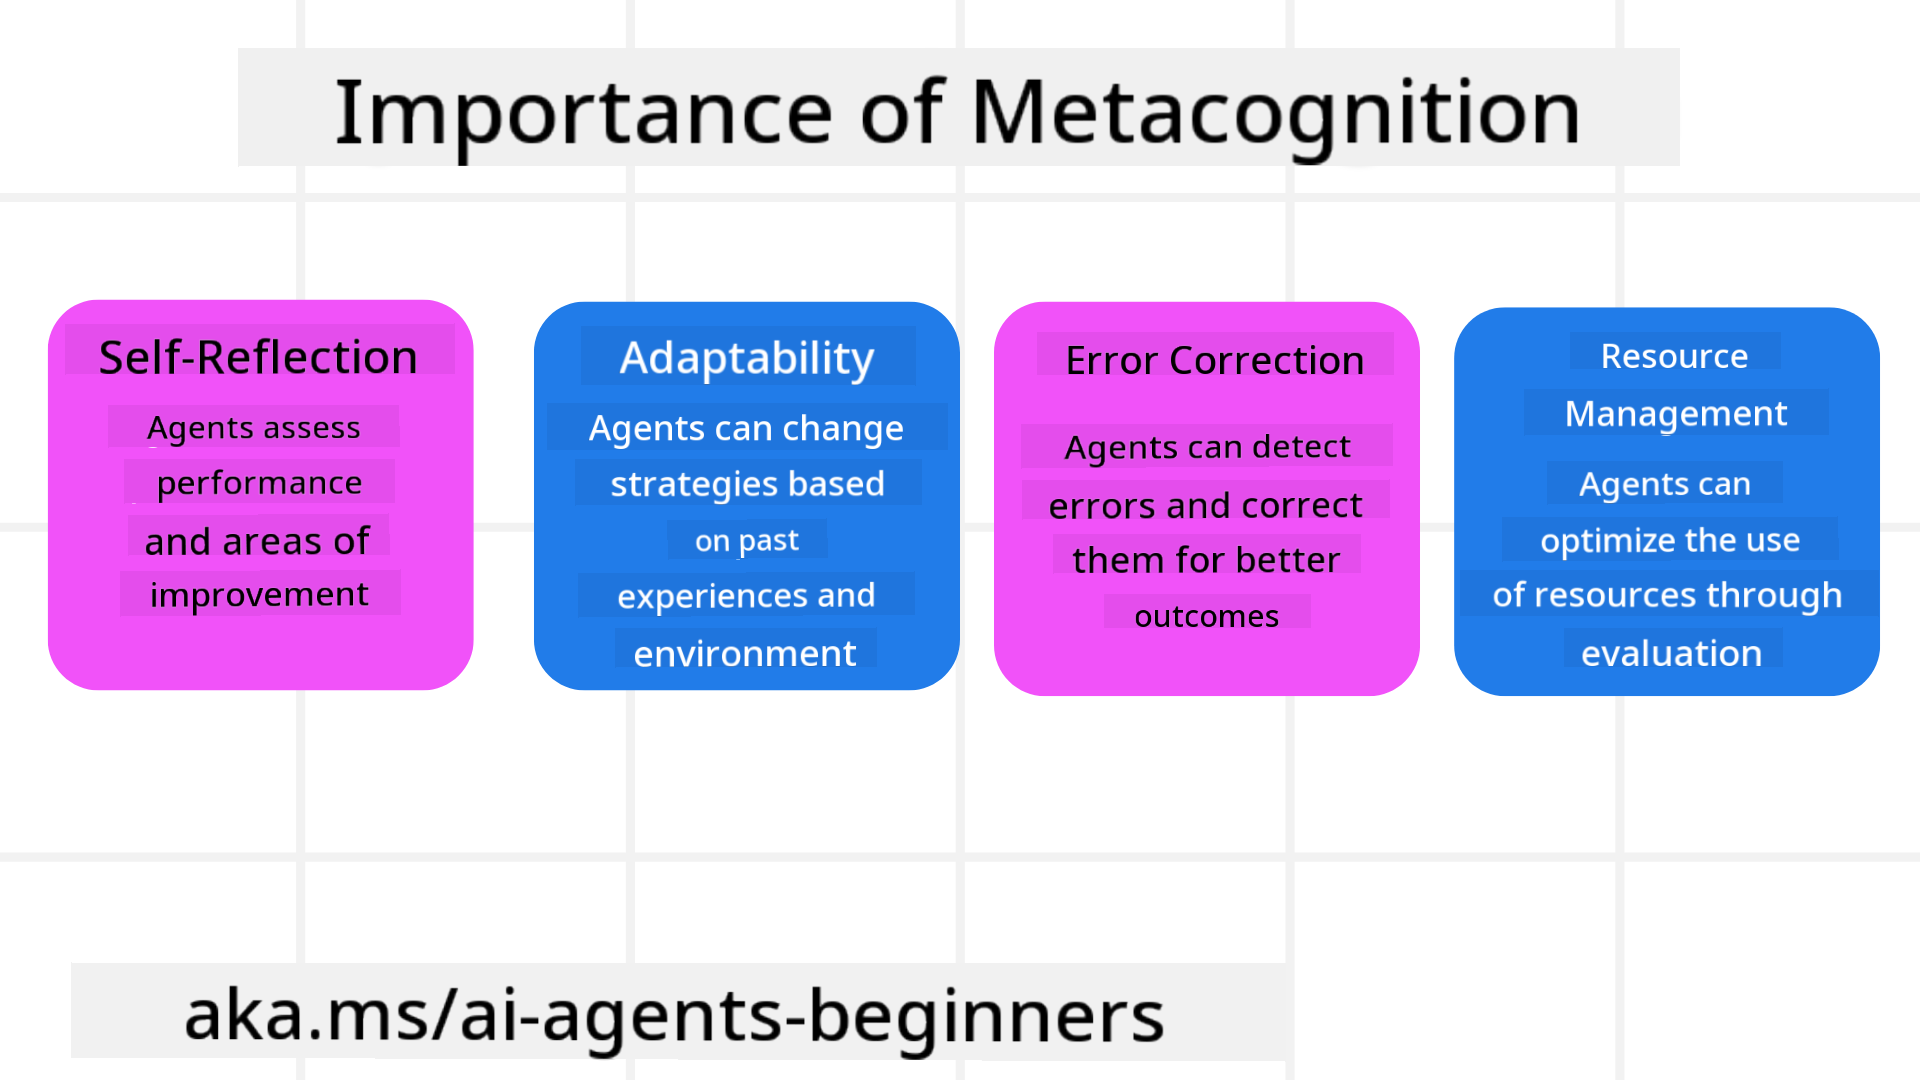 Importance of Metacognition
Self-Reflection
Agents assess
performance
and areas of
improvement
Adaptability
Agents can change
strategies based
on past
experiences and
environment
Error Correction
Agents can detect
errors and correct
them for better
outcomes
Resource
Management
Agents can
optimize the use
of resources through
evaluation
aka.ms/ai-agents-beginners